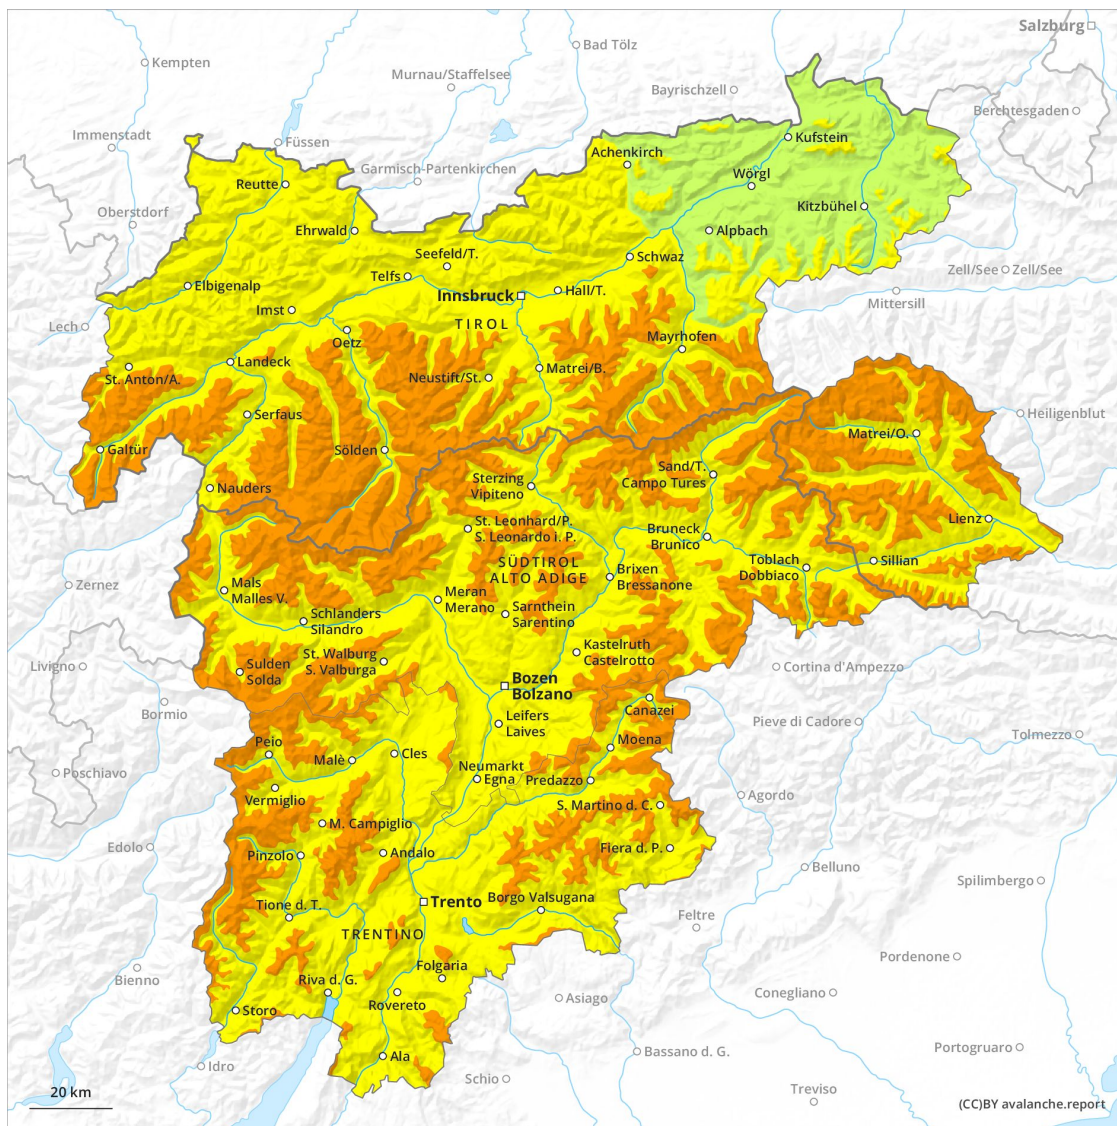 Salzburg
Bad Tölz
Kempten
Murnau/Staffelsee
Bayrischzell
Berchtesgaden
Immenstadt
Füssen
Kufstein
Achenkirch
Garmisch-Partenkirchen
Wörgl
Reutte
Oberstdorf
Kitzbühel
Ehrwald
Alpbach
Seefeld/T.
Schwaz
Telfs
Zell/See
Zell/See
Elbigenalp
Hall/T.
Innsbruck
Mittersill
Imst
TIROL
Lech
Oetz
Mayrhofen
Landeck
Matrei/B.
St. Anton/A.
Neustift/St.
Serfaus
Heiligenblut
Matrei/O.
Galtür
Sölden
Sand/T.
Campo Tures
Sterzing
Vipiteno
Nauders
St. Leonhard/P.
S. Leonardo i. P.
Lienz
Bruneck
Brunico
SÜDTIROL
ALTO ADIGE
Toblach
Dobbiaco
Sillian
Brixen
Bressanone
Zernez
Mals
Malles V.
Meran
Merano
Sarnthein
Sarentino
Schlanders
Silandro
Kastelruth
Castelrotto
St. Walburg
S. Valburga
Livigno
Sulden
Solda
Cortina d'Ampezzo
Bozen
Bolzano
Canazei
Bormio
Leifers
Laives
Pieve di Cadore
Tolmezzo
Moena
Peio
Cles
Malè
Neumarkt
Egna
Predazzo
Poschiavo
Vermiglio
S. Martino d. C.
Agordo
M. Campiglio
Edolo
Pinzolo
Andalo
Fiera d. P.
Belluno
Spilimbergo
Trento
Borgo Valsugana
Tione d. T.
Feltre
TRENTINO
Pordenone
Folgaria
Bienno
Riva d. G.
Rovereto
Asiago
Conegliano
Storo
Portogruaro
Ala
Bassano d. G.
Idro
Schio
Treviso
20 km
(CC)BY avalanche.report